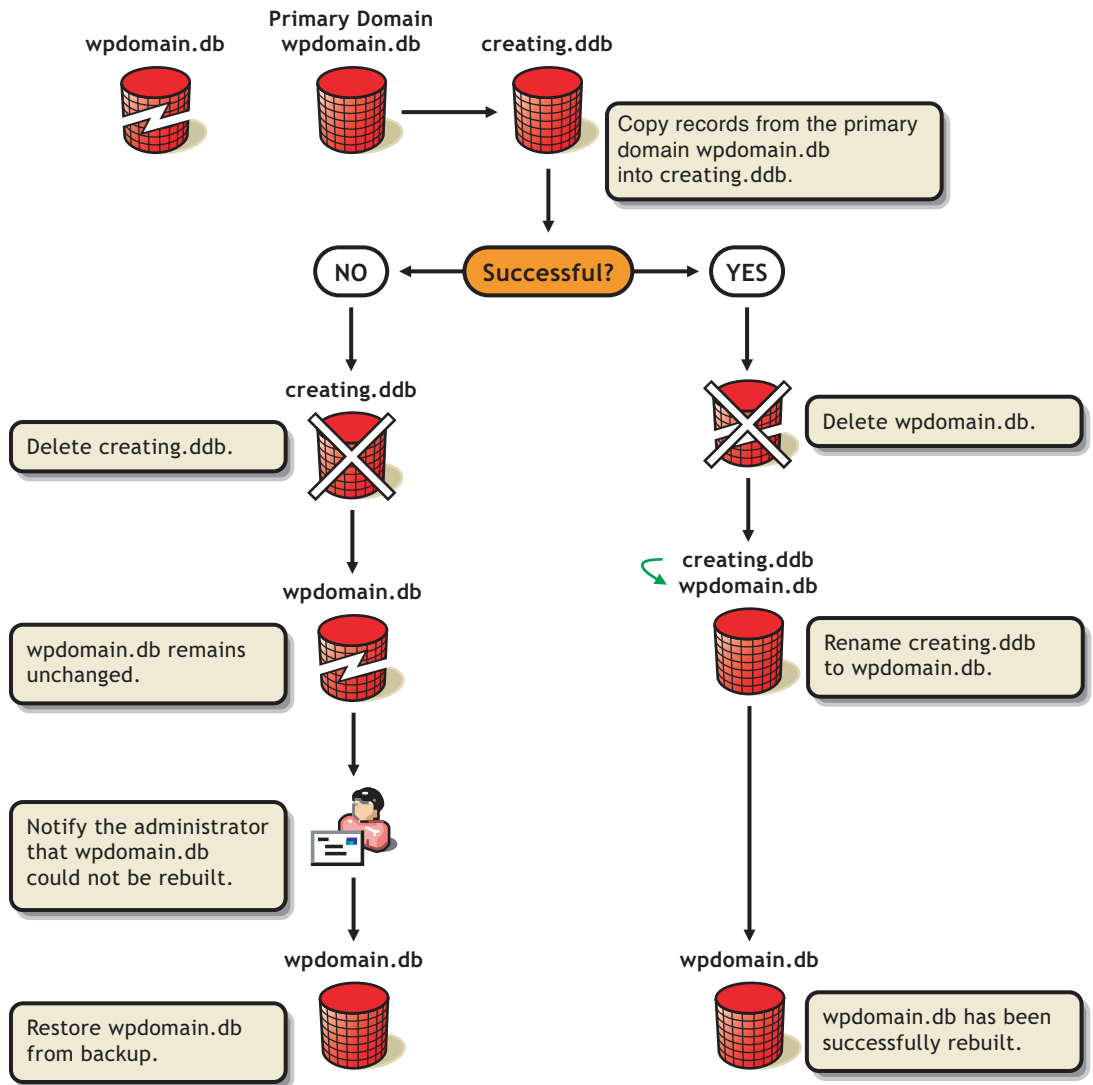 Primary Domain
wpdomain.db
wpdomain.db
creating.ddb
Copy records from the primary
domain wpdomain.db
into creating.ddb.
NO
Successful?
YES
creating.ddb
Delete creating.ddb.
Delete wpdomain.db.
creating.ddb
wpdomain.db
wpdomain.db
wpdomain.db remains
unchanged.
Rename creating.ddb
to wpdomain.db.
Notify the administrator
that wpdomain.db
could not be rebuilt.
wpdomain.db
wpdomain.db
Restore wpdomain.db
from backup.
wpdomain.db has been
successfully rebuilt.